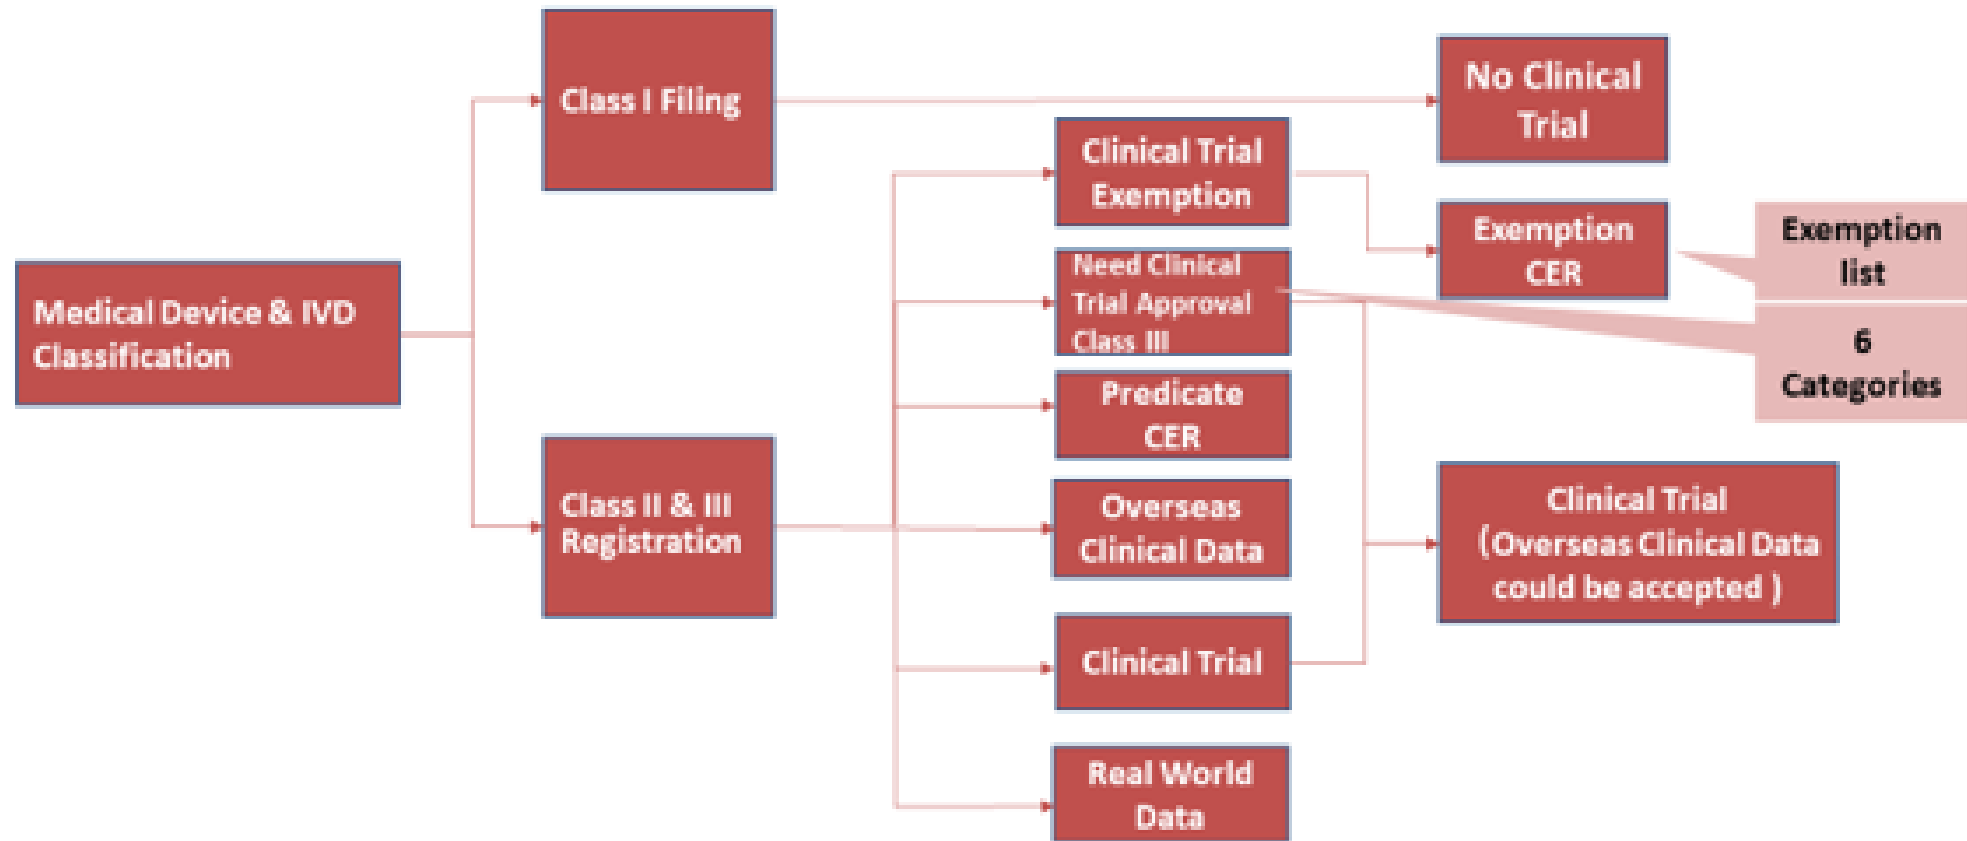 Medical Device & IVD
Classification
Class I Filing
Class II & III
Registration
Clinical Trial
Exemption
Need Clinical
Trial Approval
Class III
Predicate
CER
Overseas
Clinical Data
Clinical Trial
Real World
Data
No Clinical
Trial
Exemption
CER
Exemption
list
6
Categories
Clinical Trial
(Overseas Clinical Data
could be accepted )